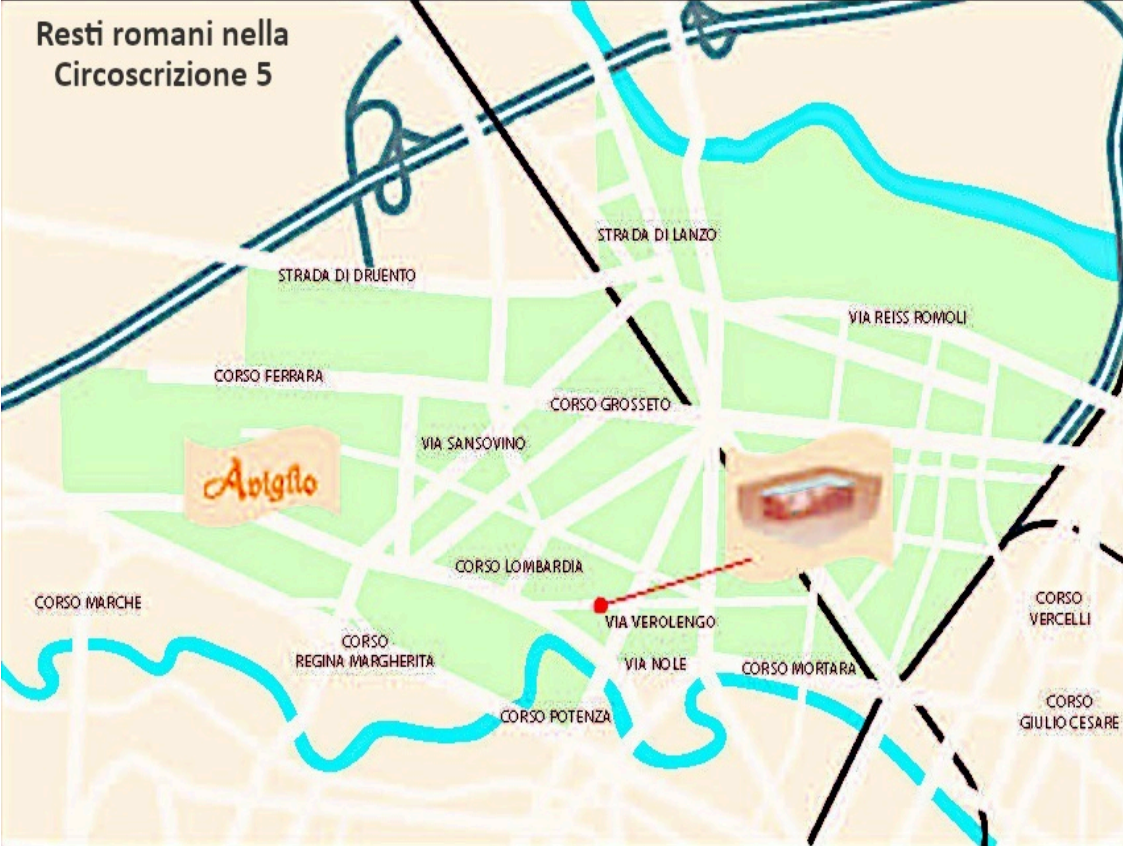 Resti romani nella
Circoscrizione 5
STRADA DI LANZO
STRADA DI DRUENTO
VIA REISS ROMOLI
CORSO FERRARA
CORSO GROSSETO
VIA SANSOVINO
Aviglio
CORSO LOMBARDIA
CORSO MARCHE
CORSO
VERCELLI
VIA VEROLENGO
CORSO
REGINA MARGHERITA
VIA NOLE
CORSO MORTARA
CORSO POTENZA
CORSO
GIULIO CESARE